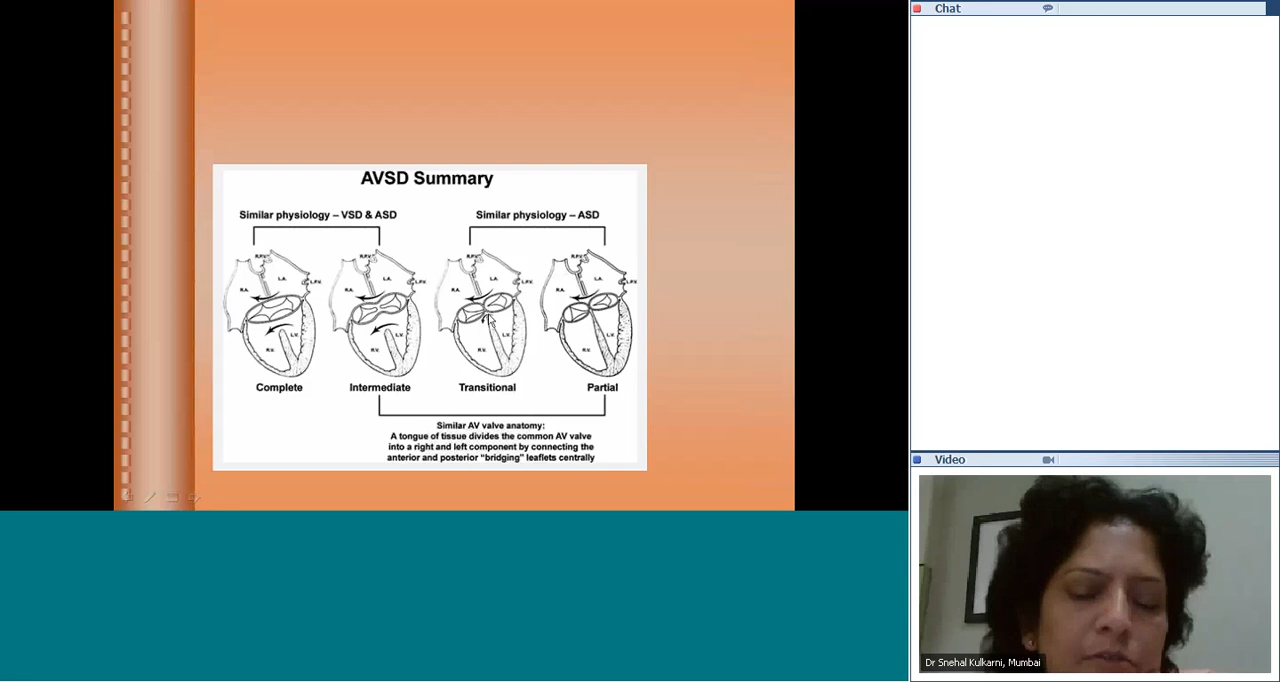 Chat
AVSD Summary
Similar physiology – VSD & ASD
Similar physiology – ASD
R.P.V. L.A. L.P.V. R.A. L.V. R.V.
R.P.V. L.A. L.P.V. R.A. L.V. R.V.
R.P.V. L.A. L.P.V. R.A. L.V. R.V.
R.P.V. L.A. L.P.V. R.A. L.V. R.V.
Complete
Intermediate
Transitional
Partial
Similar AV valve anatomy:
A tongue of tissue divides the common AV valve
into a right and left component by connecting the
anterior and posterior “bridging” leaflets centrally
Video
Dr Snehal Kulkarni, Mumbai